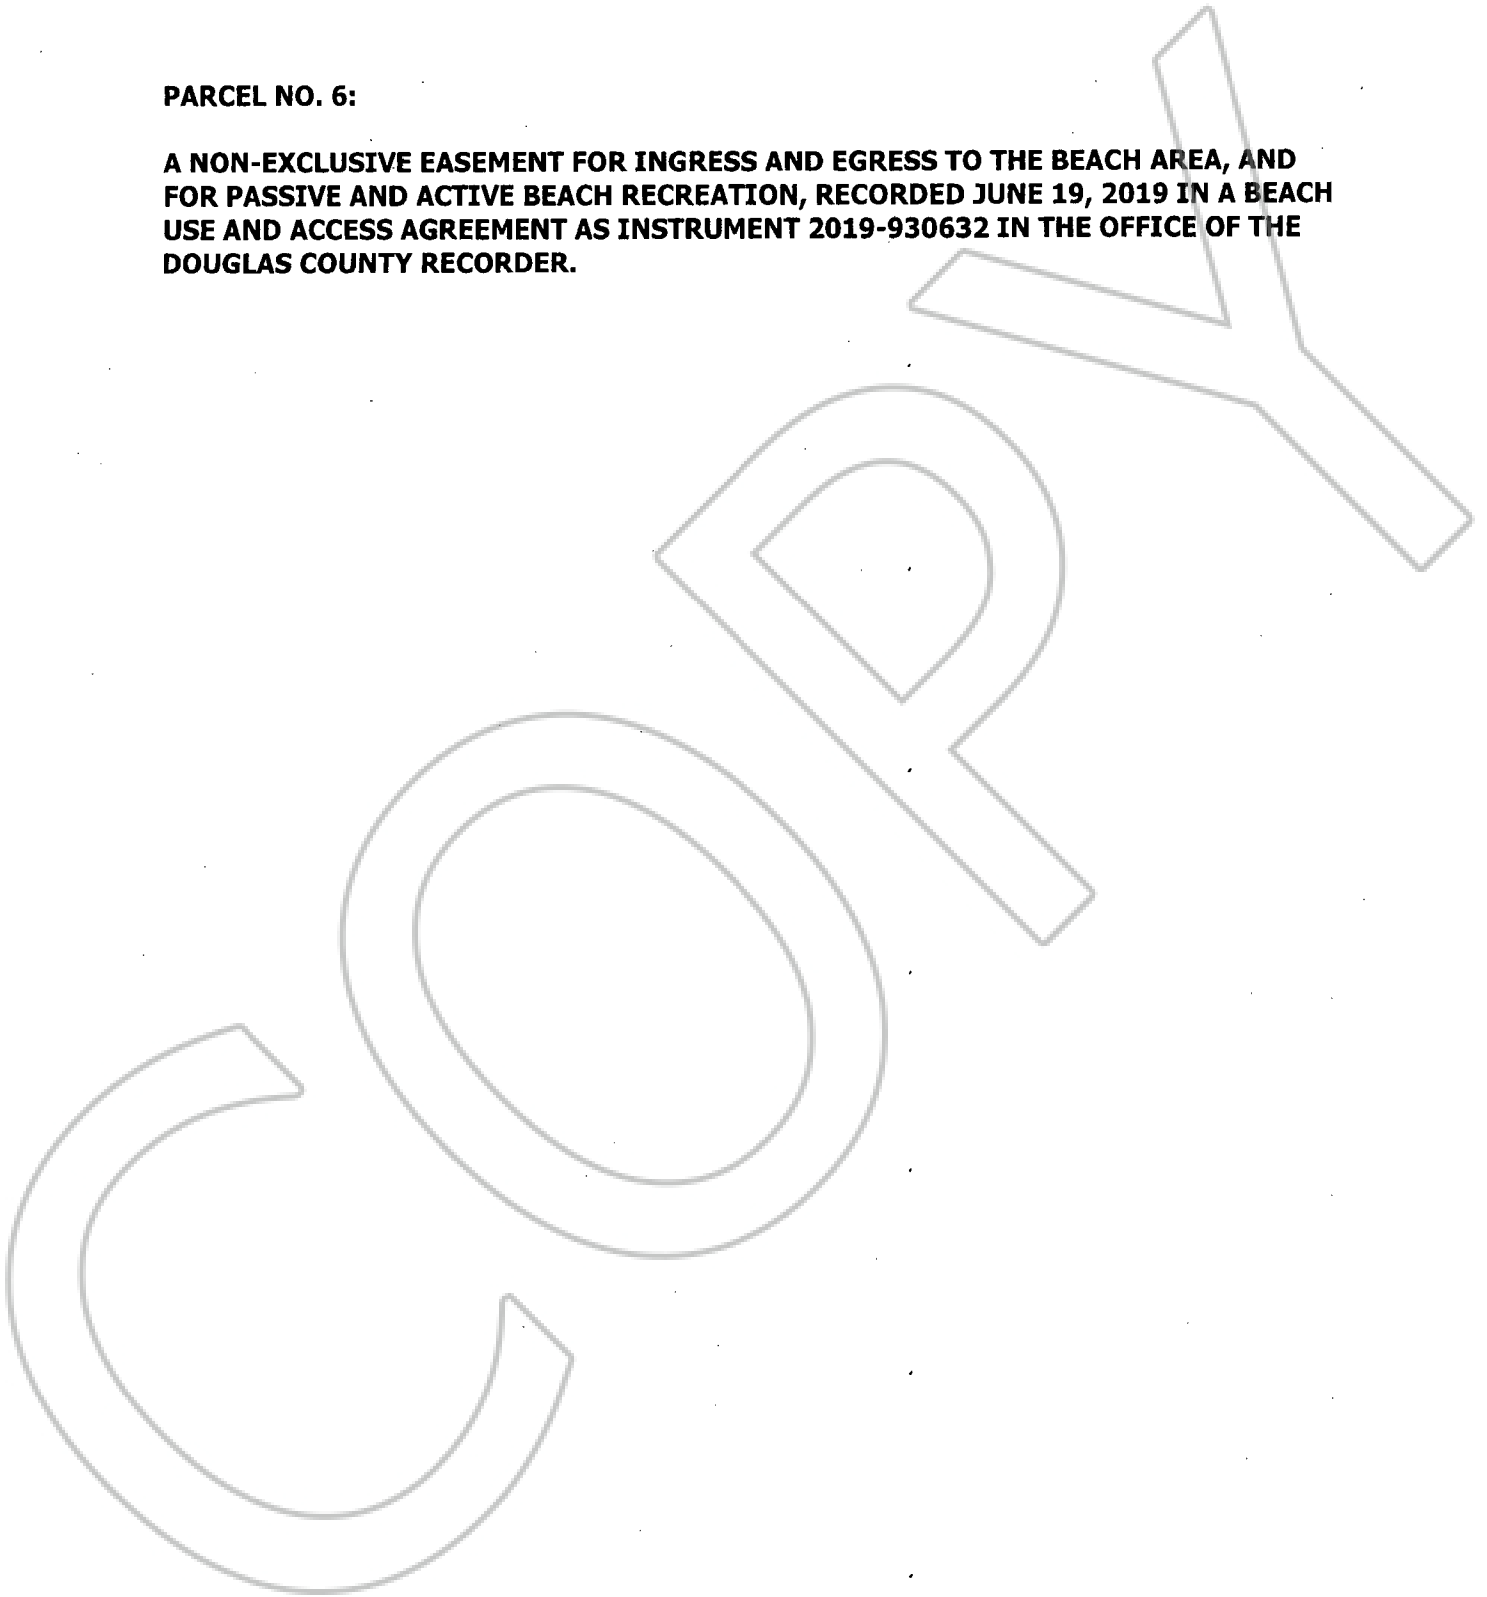 PARCEL NO. 6:
A NON-EXCLUSIVE EASEMENT FOR INGRESS AND EGRESS TO THE BEACH AREA, AND
FOR PASSIVE AND ACTIVE BEACH RECREATION, RECORDED JUNE 19, 2019 IN A BEACH
USE AND ACCESS AGREEMENT AS INSTRUMENT 2019-930632 IN THE OFFICE OF THE
DOUGLAS COUNTY RECORDER.
COPY